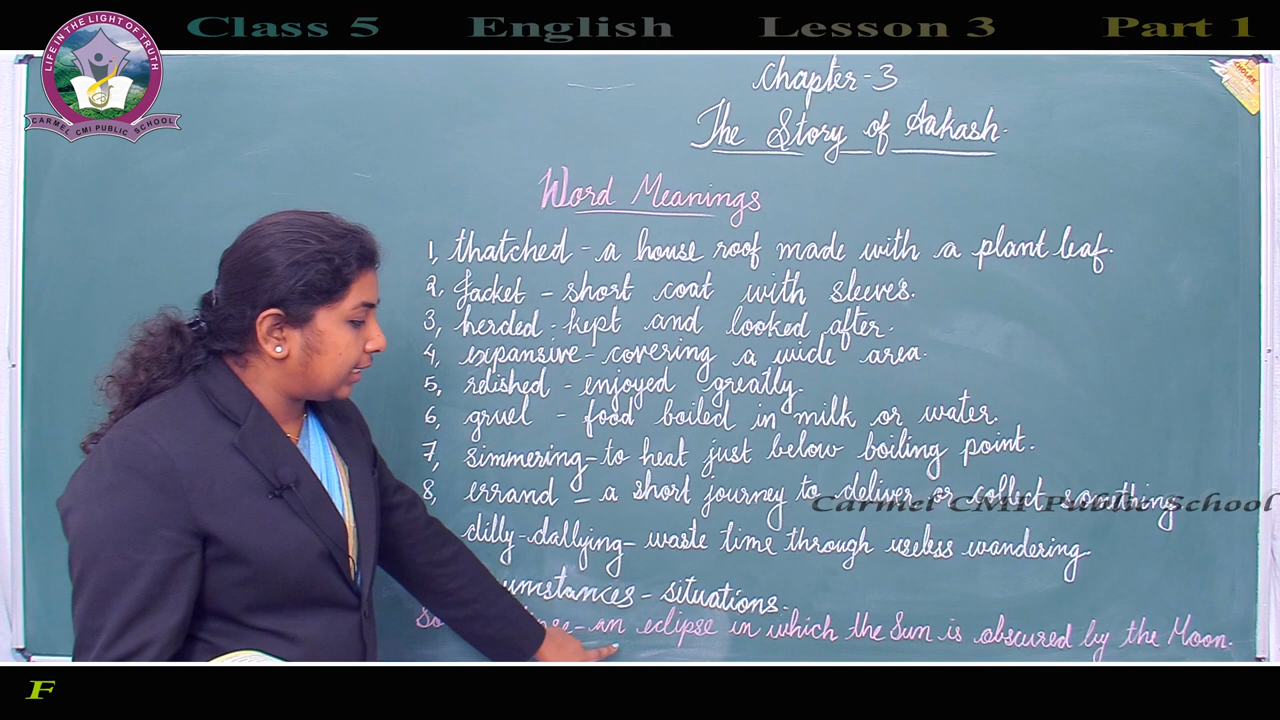 Class 5 English Lesson 3 Part 1
LIFE IN THE LIGHT OF TRUTH
CARMEL CMI PUBLIC SCHOOL
Chapter-3
The Story of Aakash.
Word Meanings
1, thatched - a house roof made with a plant leaf.
2, Jacket - short coat with sleeves.
3, herded - kept and looked after.
4, expansive - covering a wide area.
5, relished - enjoyed greatly.
6, gruel - food boiled in milk or water.
7, simmering - to heat just below boiling point.
8, errand - a short journey to deliver or collect something
Carmel CMI Public School
dilly-dallying - waste time through useless wandering
umstances - situations.
So - an eclipse in which the Sun is obscured by the Moon.
F